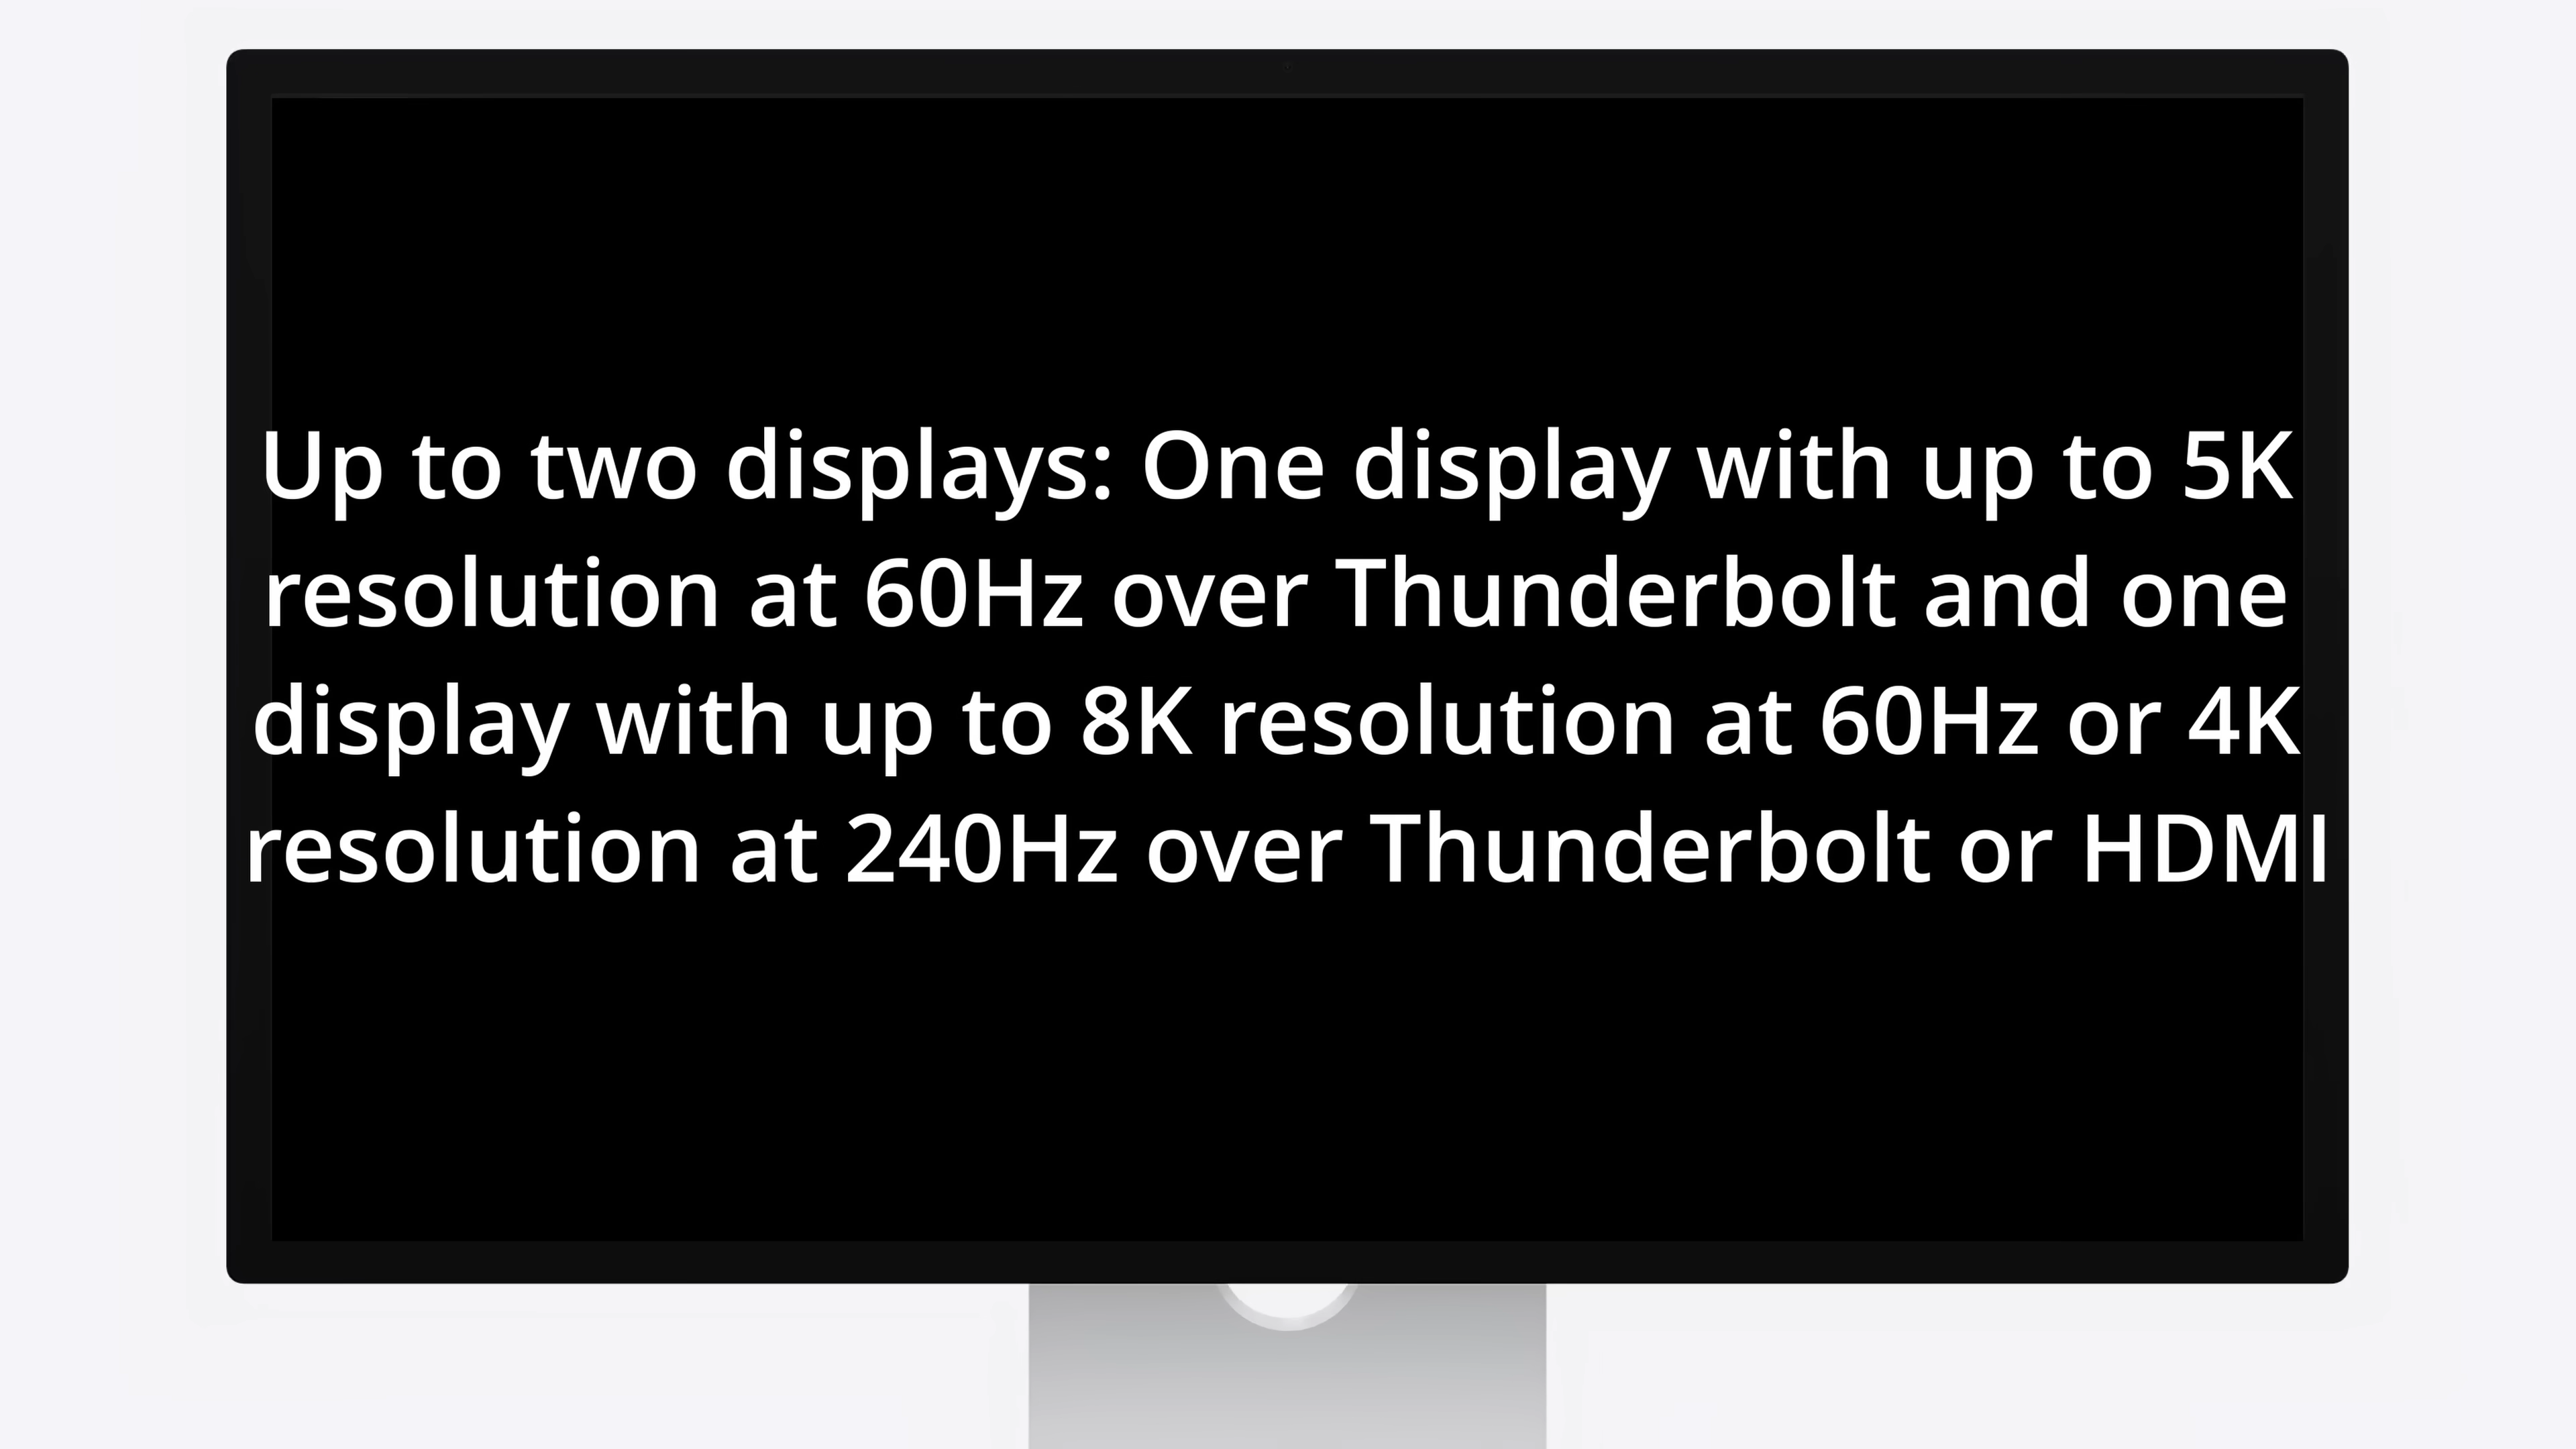 Up to two displays: One display with up to 5K
resolution at 60Hz over Thunderbolt and one
display with up to 8K resolution at 60Hz or 4K
resolution at 240Hz over Thunderbolt or HDMI